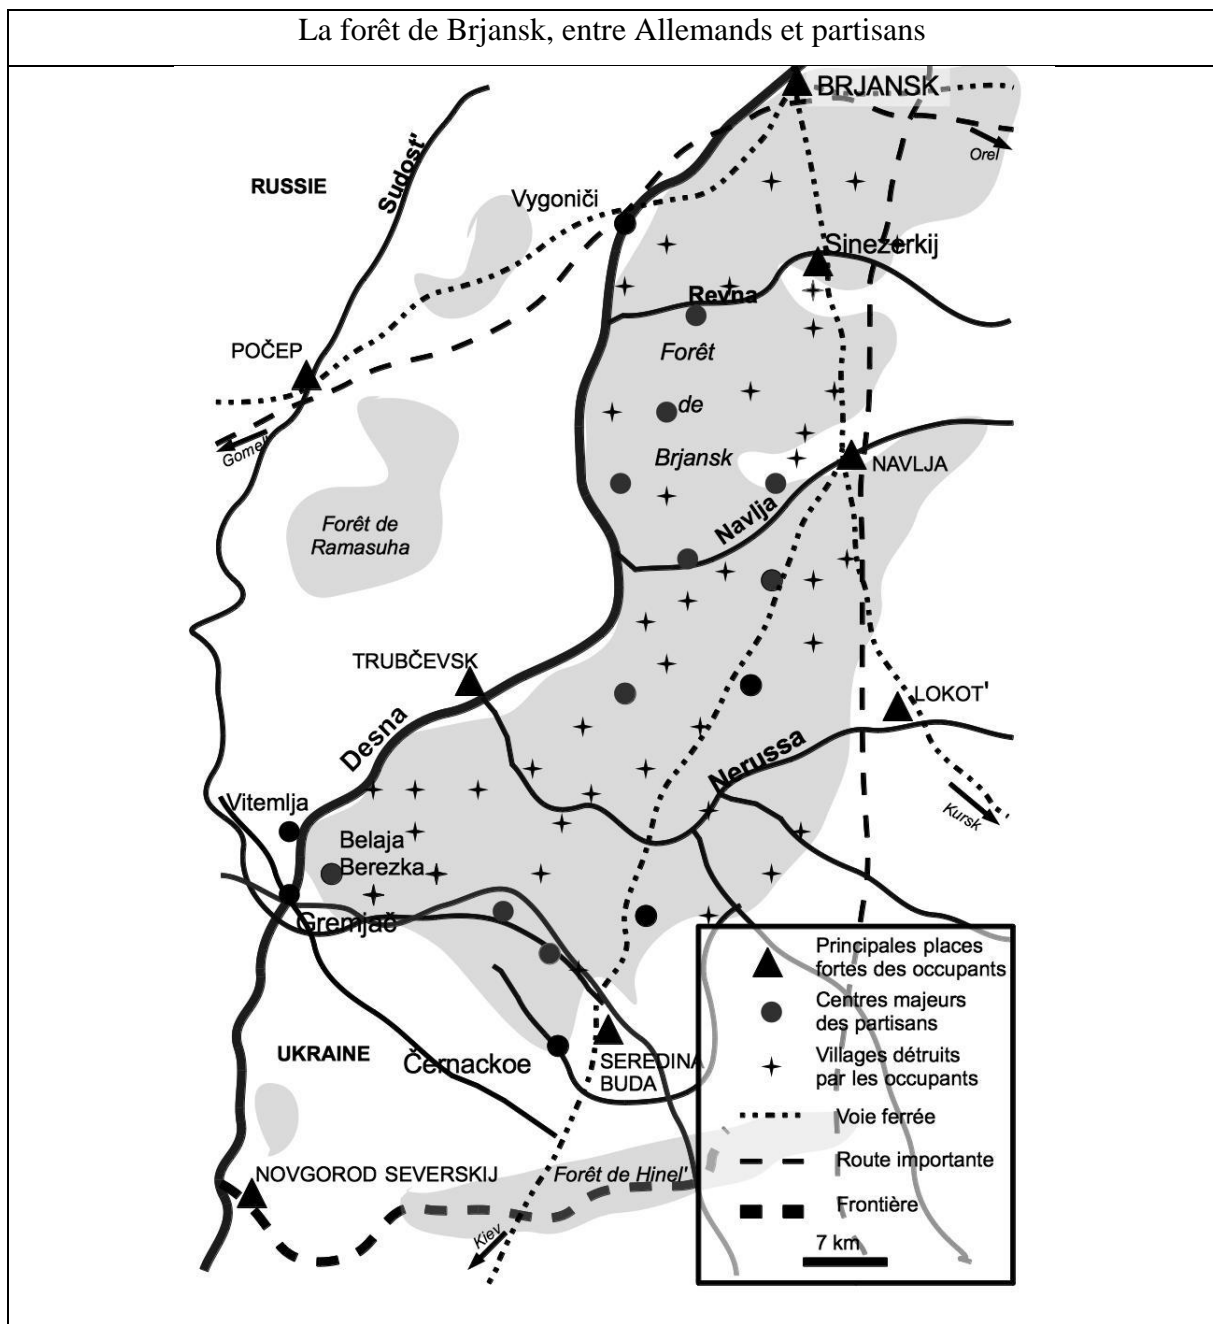 La forêt de Brjansk, entre Allemands et partisans
BRJANSK
Orel
Sudost'
RUSSIE
Vygoniči
Sinezerkij
Revna
POČEP
Forêt
de
Brjansk
Gomel'
NAVLJA
Navlja
Forêt de
Ramasuha
TRUBČEVSK
LOKOT'
Desna
Nerussa
Vitemlja
Kursk
Belaja
Berezka
Gremjač
UKRAINE
Černackoe
SEREDINA
BUDA
NOVGOROD SEVERSKIJ
Forêt de Hinel'
Kiev
Principales places
fortes des occupants
Centres majeurs
des partisans
Villages détruits
par les occupants
Voie ferrée
Route importante
Frontière
7 km